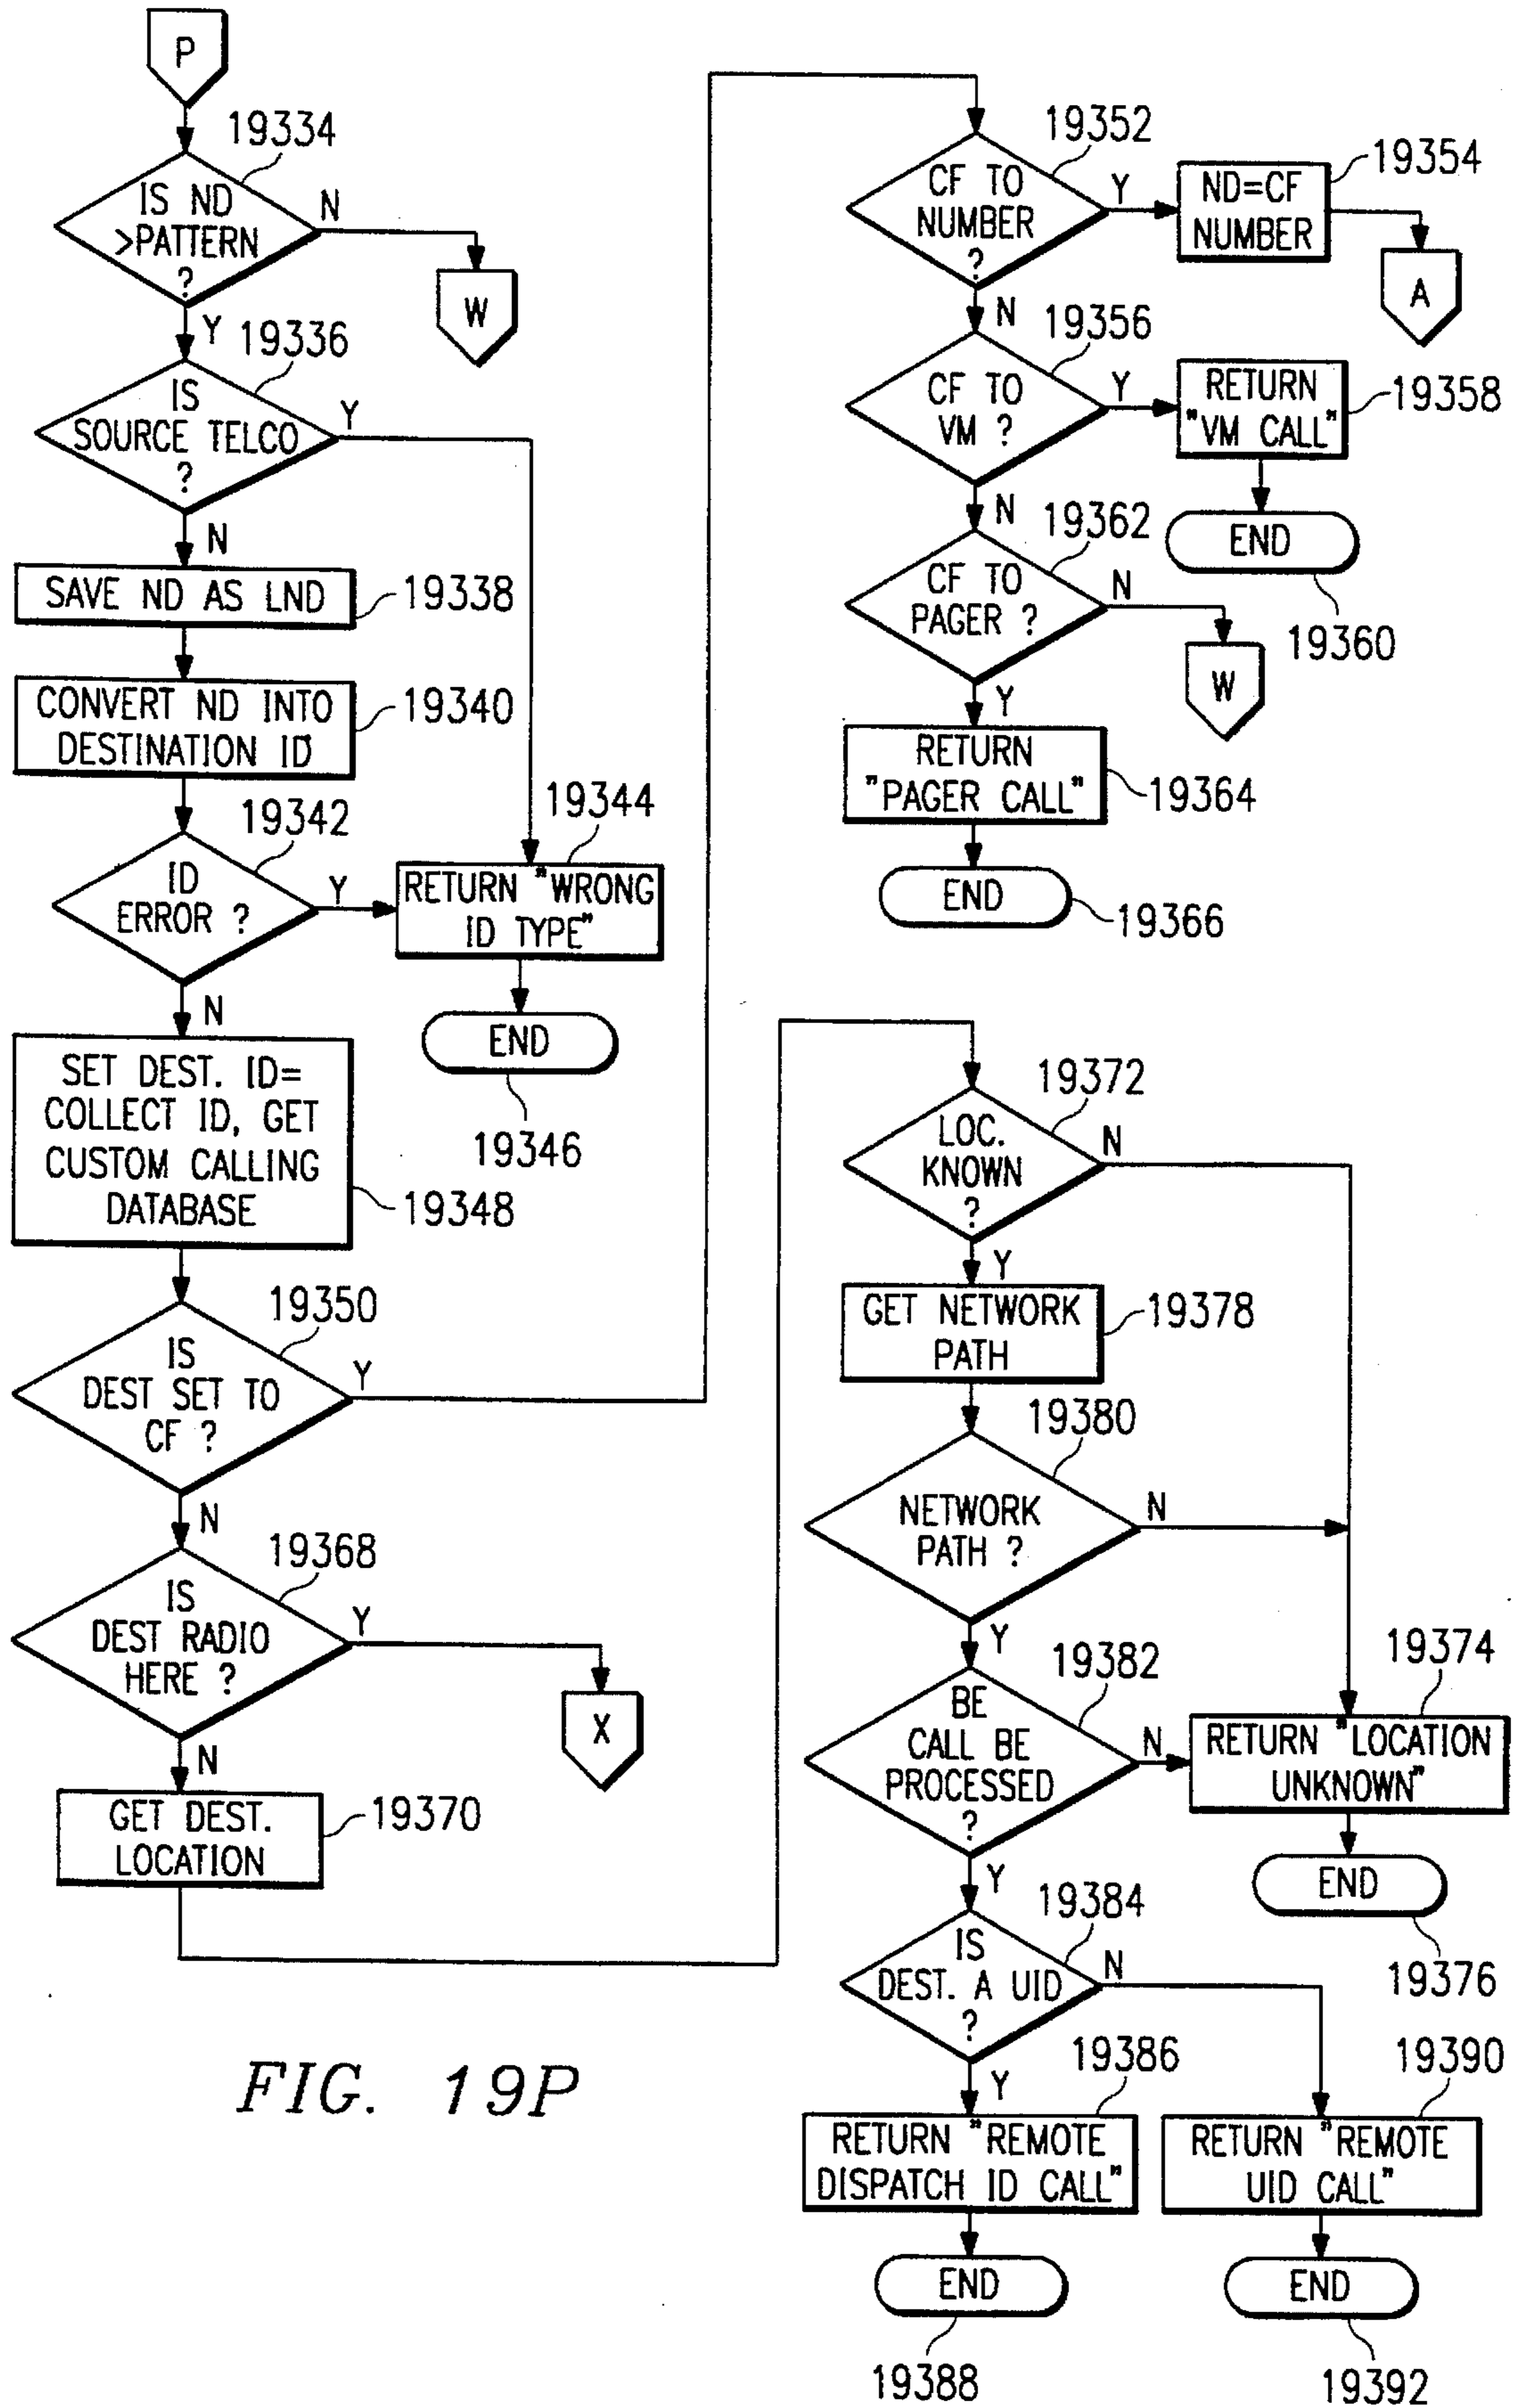 P
19334
IS ND
>PATTERN
?
N
W
Y
19336
IS
SOURCE TELCO
?
Y
N
SAVE ND AS LND
19338
CONVERT ND INTO
DESTINATION ID
19340
19342
ID
ERROR ?
Y
19344
RETURN "WRONG
ID TYPE"
END
19346
N
SET DEST. ID=
COLLECT ID, GET
CUSTOM CALLING
DATABASE
19348
19350
IS
DEST SET TO
CF ?
Y
N
19368
IS
DEST RADIO
HERE ?
Y
X
N
GET DEST.
LOCATION
19370
19352
CF TO
NUMBER
?
Y
ND=CF
NUMBER
19354
A
N
19356
CF TO
VM ?
Y
RETURN
"VM CALL"
19358
END
19360
N
19362
CF TO
PAGER ?
N
W
Y
RETURN
"PAGER CALL"
19364
END
19366
19372
LOC.
KNOWN
?
N
Y
GET NETWORK
PATH
19378
19380
NETWORK
PATH ?
N
Y
19382
BE
CALL BE
PROCESSED
?
N
19374
RETURN "LOCATION
UNKNOWN"
END
19376
Y
19384
IS
DEST. A UID
?
N
Y
19386
RETURN "REMOTE
DISPATCH ID CALL"
END
19388
19390
RETURN "REMOTE
UID CALL"
END
19392
FIG. 19P